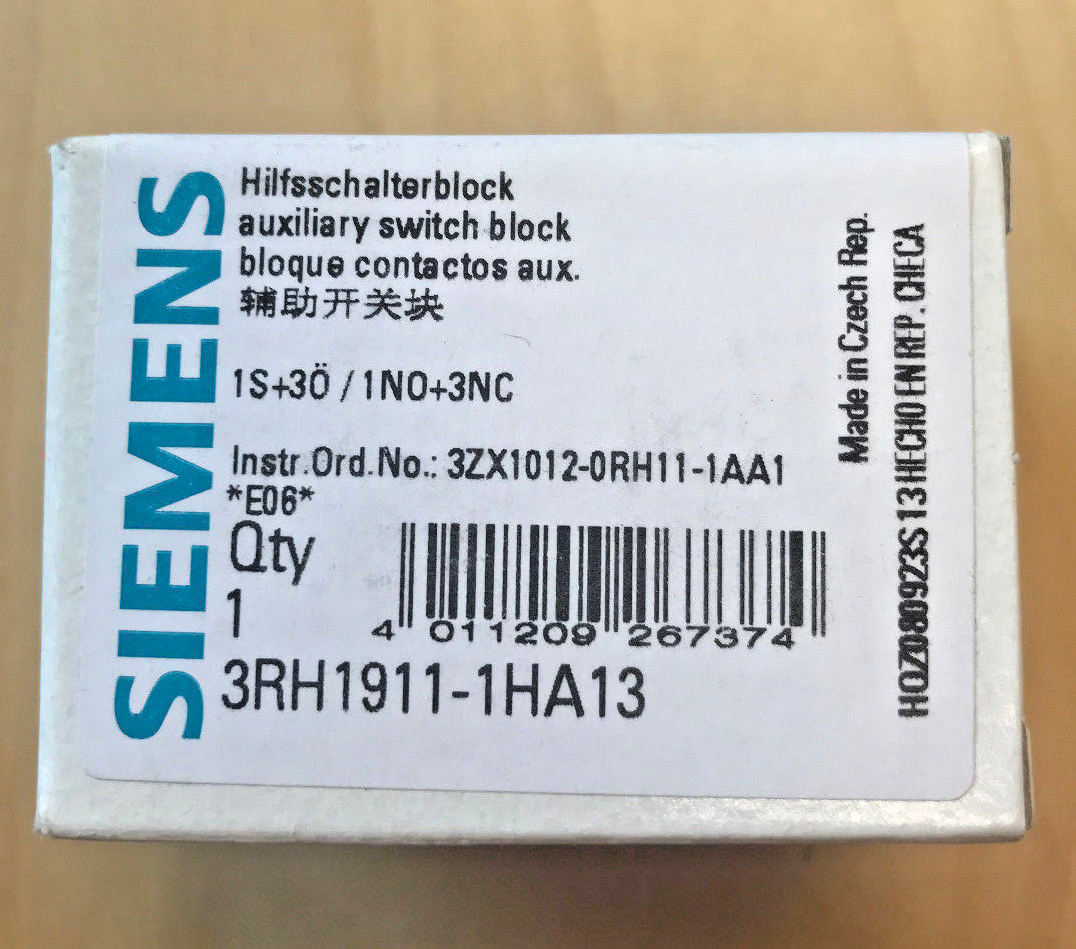 SIEMENS
Hilfsschalterblock
auxiliary switch block
bloque contactos aux.
辅助开关块
1S+3Ö / 1NO+3NC
Instr.Ord.No.: 3ZX1012-0RH11-1AA1
*E06*
Qty
1
4 011209 267374
3RH1911-1HA13
Made in Czech Rep.
HQZ080923S13 HECHO EN REP. CHECA